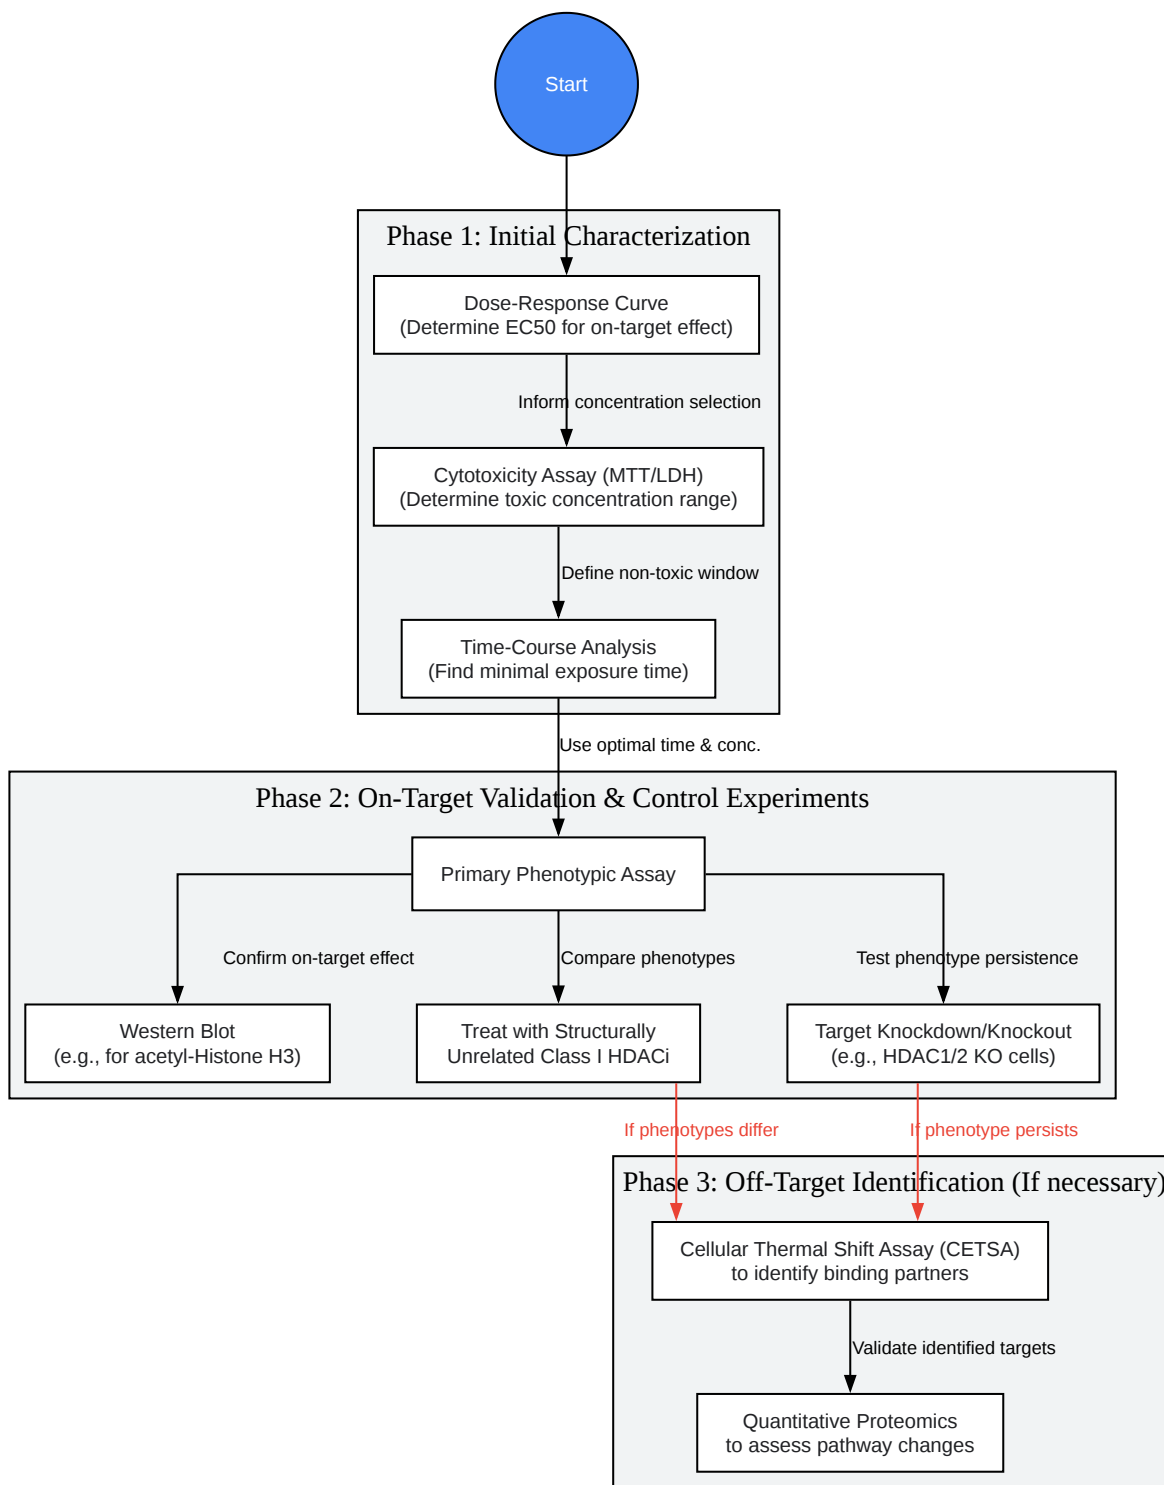 Start
Phase 1: Initial Characterization
Dose-Response Curve
(Determine EC50 for on-target effect)
Inform concentration selection
Cytotoxicity Assay (MTT/LDH)
(Determine toxic concentration range)
Define non-toxic window
Time-Course Analysis
(Find minimal exposure time)
Use optimal time & conc.
Phase 2: On-Target Validation & Control Experiments
Primary Phenotypic Assay
Confirm on-target effect
Compare phenotypes
Test phenotype persistence
Western Blot
(e.g., for acetyl-Histone H3)
Treat with Structurally
Unrelated Class I HDACi
Target Knockdown/Knockout
(e.g., HDAC1/2 KO cells)
If phenotypes differ
If phenotype persists
Phase 3: Off-Target Identification (If necessary)
Cellular Thermal Shift Assay (CETSA)
to identify binding partners
Validate identified targets
Quantitative Proteomics
to assess pathway changes